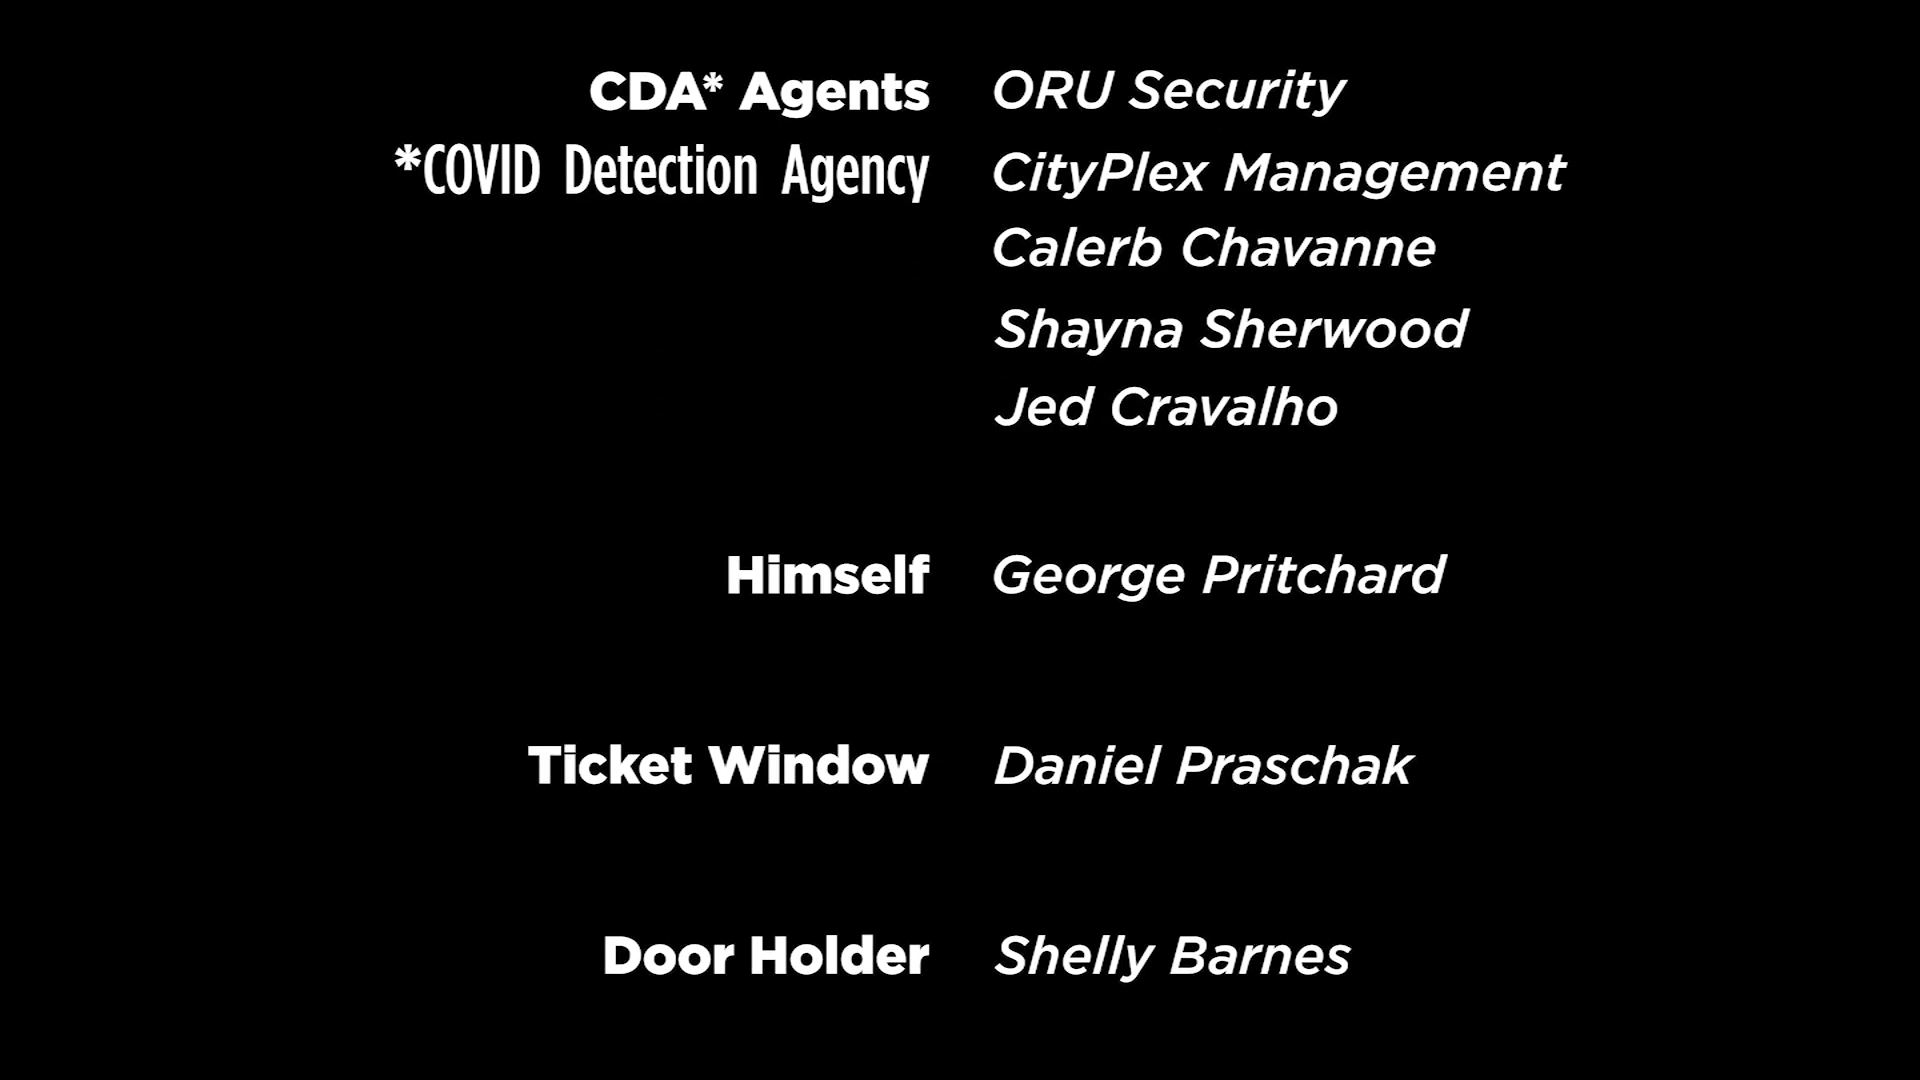 CDA* Agents ORU Security
*COVID Detection Agency CityPlex Management
Calerb Chavanne
Shayna Sherwood
Jed Cravalho
Himself George Pritchard
Ticket Window Daniel Praschak
Door Holder Shelly Barnes